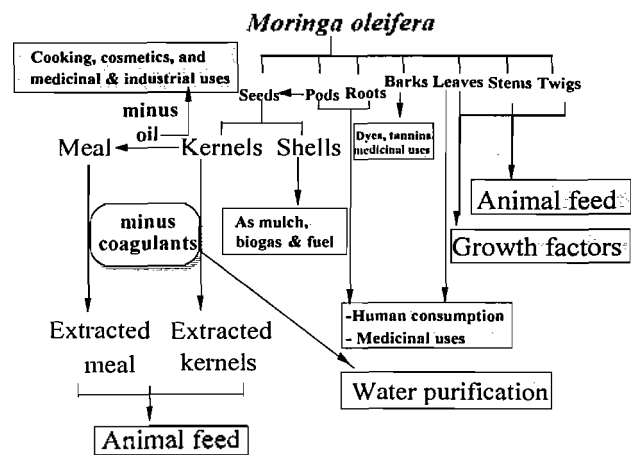 Moringa oleifera
Cooking, cosmetics, and
medicinal & industrial uses
Barks Leaves Stems Twigs
Seeds Pods Roots
minus
oil
Dyes, tannins,
medicinal uses
Meal Kernels Shells
Animal feed
minus
coagulants
As mulch,
biogas & fuel
Growth factors
-Human consumption
- Medicinal uses
Extracted
meal
Extracted
kernels
Water purification
Animal feed